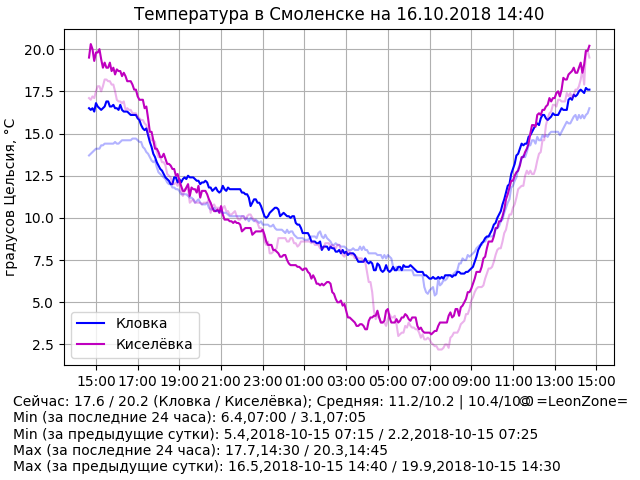 Температура в Смоленске на 16.10.2018 14:40
градусов Цельсия, °C
20.0
17.5
15.0
12.5
10.0
7.5
5.0
2.5
Кловка
Киселёвка
15:00 17:00 19:00 21:00 23:00 01:00 03:00 05:00 07:00 09:00 11:00 13:00 15:00
Сейчас: 17.6 / 20.2 (Кловка / Киселёвка); Средняя: 11.2/10.2 | 10.4/10.0 © =LeonZone=
Min (за последние 24 часа): 6.4,07:00 / 3.1,07:05
Min (за предыдущие сутки): 5.4,2018-10-15 07:15 / 2.2,2018-10-15 07:25
Max (за последние 24 часа): 17.7,14:30 / 20.3,14:45
Max (за предыдущие сутки): 16.5,2018-10-15 14:40 / 19.9,2018-10-15 14:30